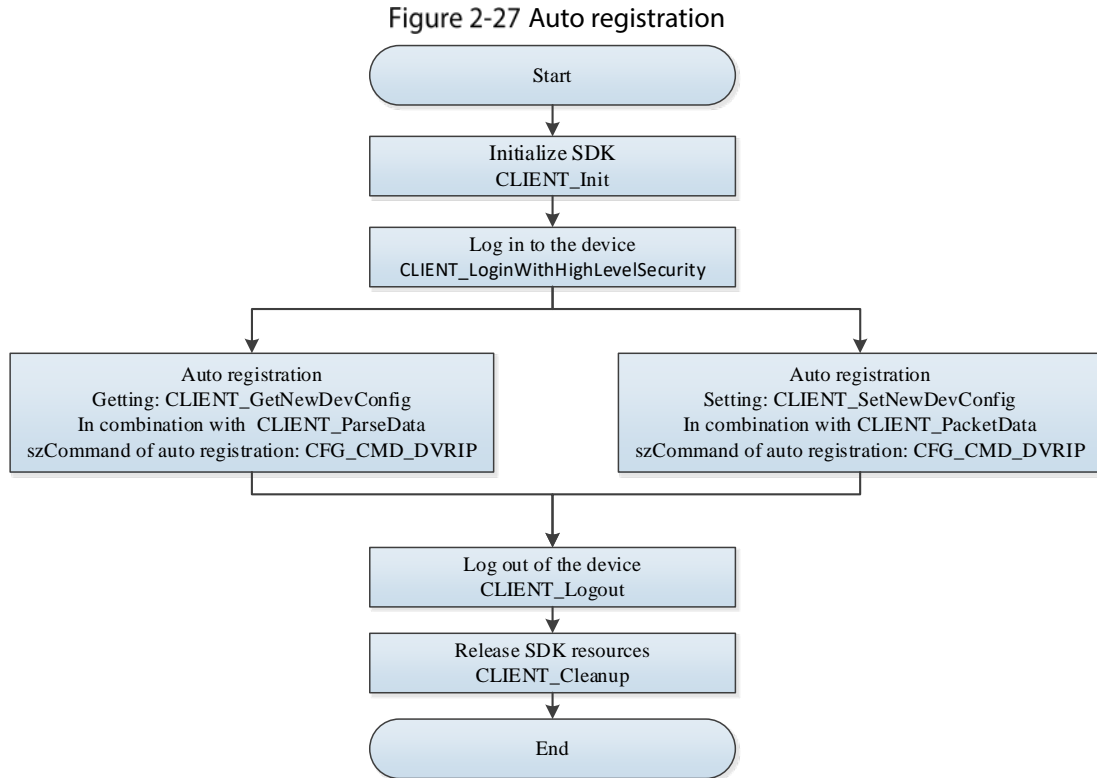 Figure 2-27 Auto registration
Start
Initialize SDK
CLIENT_Init
Log in to the device
CLIENT_LoginWithHighLevelSecurity
Auto registration
Getting: CLIENT_GetNewDevConfig
In combination with CLIENT_ParseData
szCommand of auto registration: CFG_CMD_DVRIP
Auto registration
Setting: CLIENT_SetNewDevConfig
In combination with CLIENT_PacketData
szCommand of auto registration: CFG_CMD_DVRIP
Log out of the device
CLIENT_Logout
Release SDK resources
CLIENT_Cleanup
End